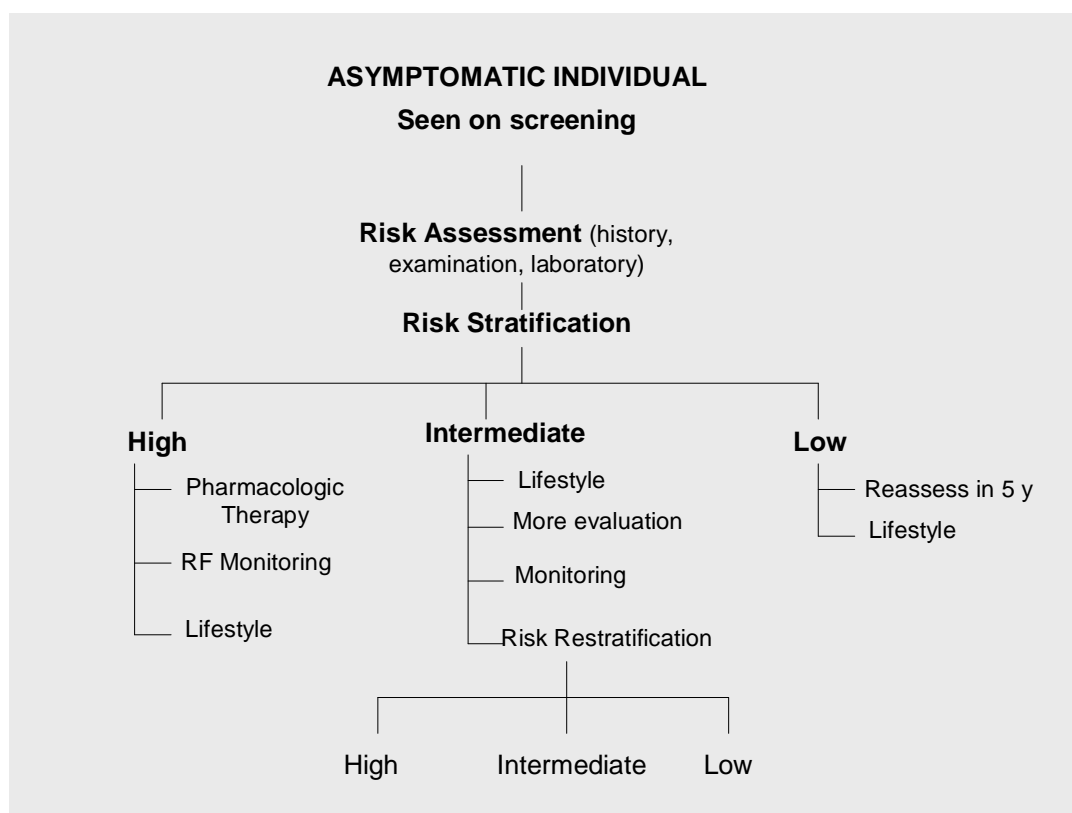 ASYMPTOMATIC INDIVIDUAL
Seen on screening
Risk Assessment (history,
examination, laboratory)
Risk Stratification
High
Pharmacologic
Therapy
RF Monitoring
Lifestyle
Intermediate
Lifestyle
More evaluation
Monitoring
Risk Restratification
High
Intermediate
Low
Low
Reassess in 5 y
Lifestyle